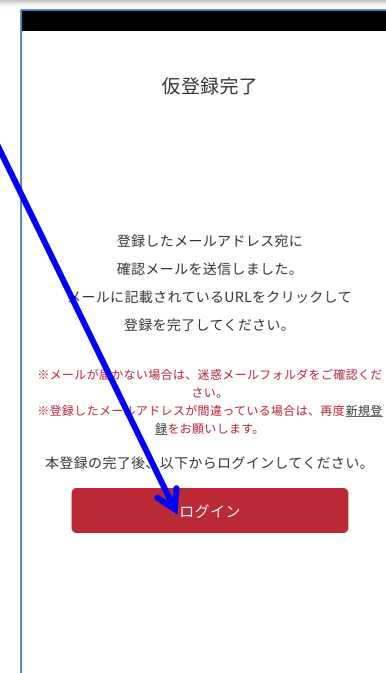 仮登録完了
登録したメールアドレス宛に
確認メールを送信しました。
メールに記載されているURLをクリックして
登録を完了してください。
※メールが届かない場合は、迷惑メールフォルダをご確認くだ
さい。
※登録したメールアドレスが間違っている場合は、再度新規登
録をお願いします。
本登録の完了後、以下からログインしてください。
ログイン